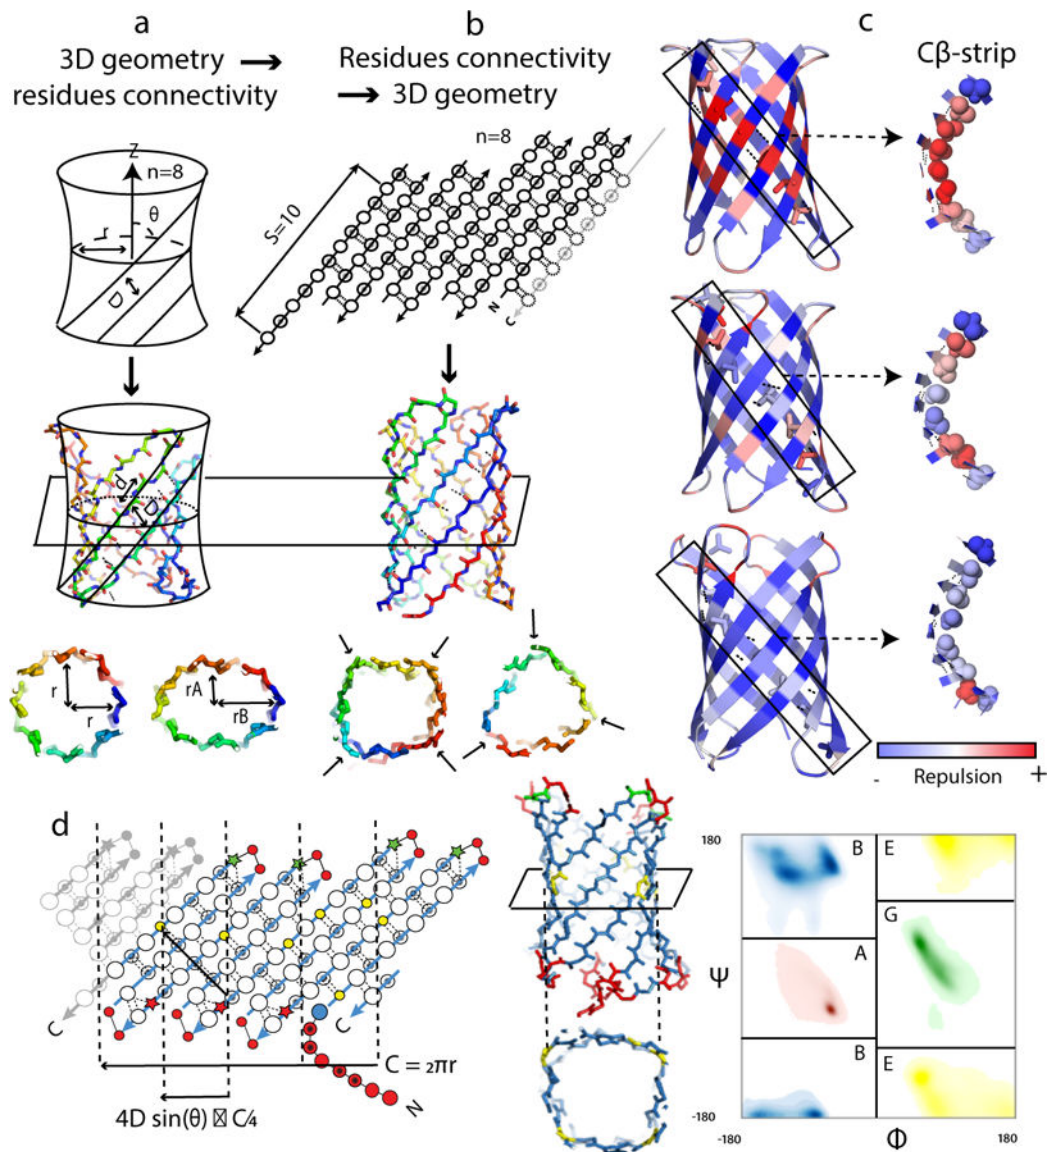 a
3D geometry
residues connectivity
b
Residues connectivity
3D geometry
c
Cβ-strip
Z
n=8
θ
r
D
n=8
S=10
N
C
d
D
r
r
rA
rB
-
Repulsion
+
d
C
C
N
C = 2πr
4D sin(θ) C⁄4
180
B
E
G
A
Ψ
B
E
-180
-180
Φ
180